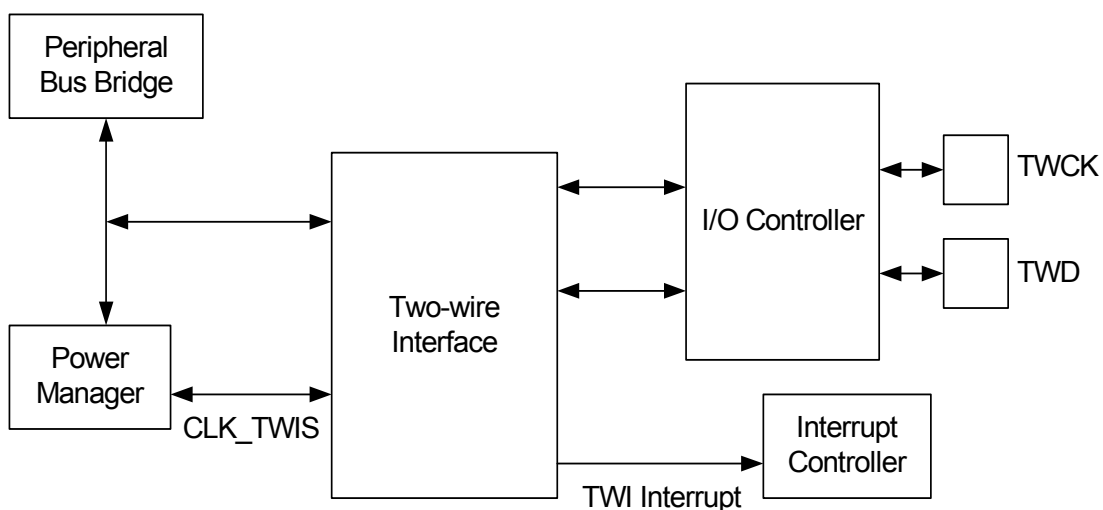 Peripheral
Bus Bridge
TWCK
I/O Controller
TWD
Two-wire
Interface
Power
Manager
CLK_TWIS
Interrupt
Controller
TWI Interrupt